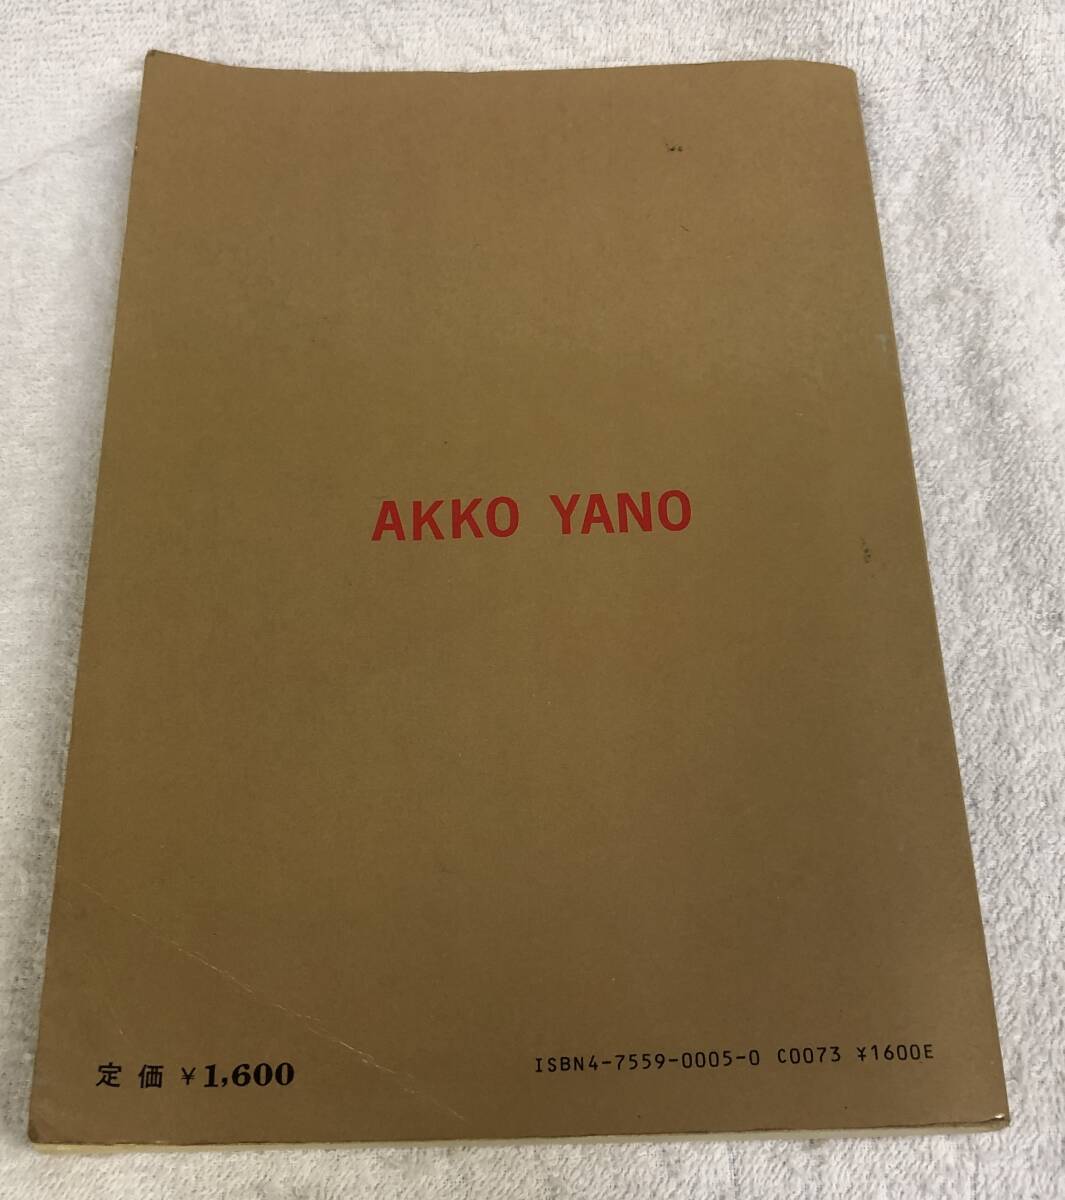 AKKO YANO
定価 ¥1,600
ISBN4-7559-0005-0 C0073 ¥1600E